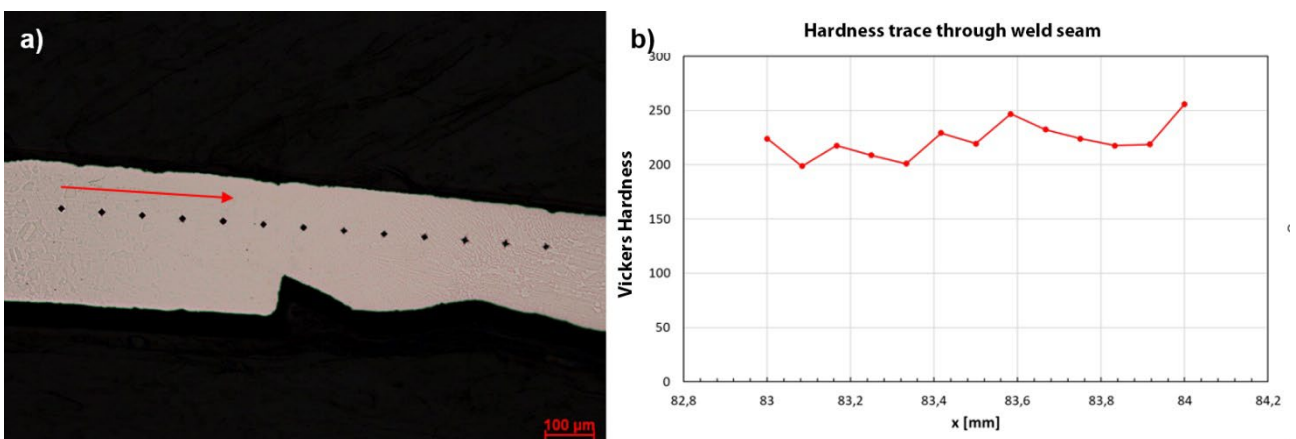 a)
100 µm
b)
Hardness trace through weld seam
Vickers Hardness
300
250
200
150
100
50
0
82,8
83
83,2
83,4
83,6
83,8
84
84,2
x [mm]